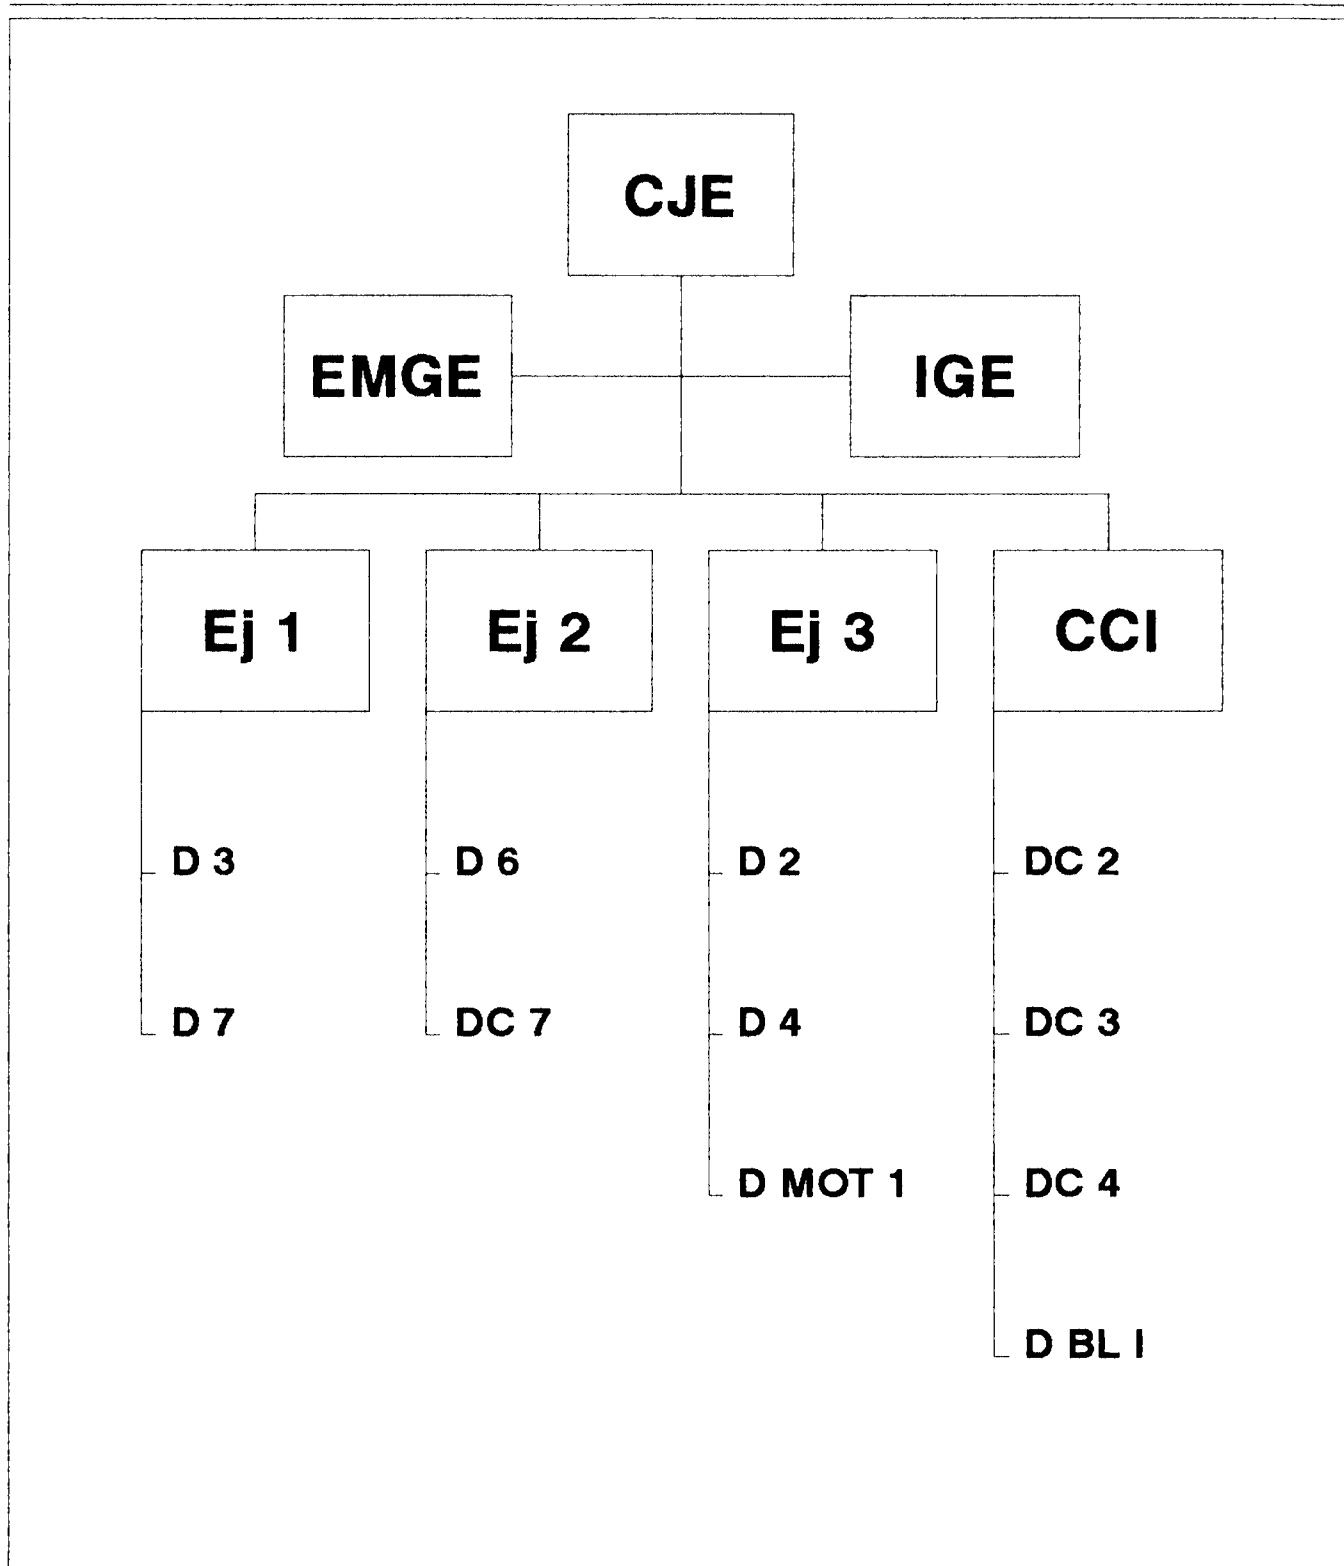 CJE
EMGE IGE
Ej 1 Ej 2 Ej 3 CCI
D 3 D 6 D 2 DC 2
D 7 DC 7 D 4 DC 3
D MOT 1 DC 4
D BL I